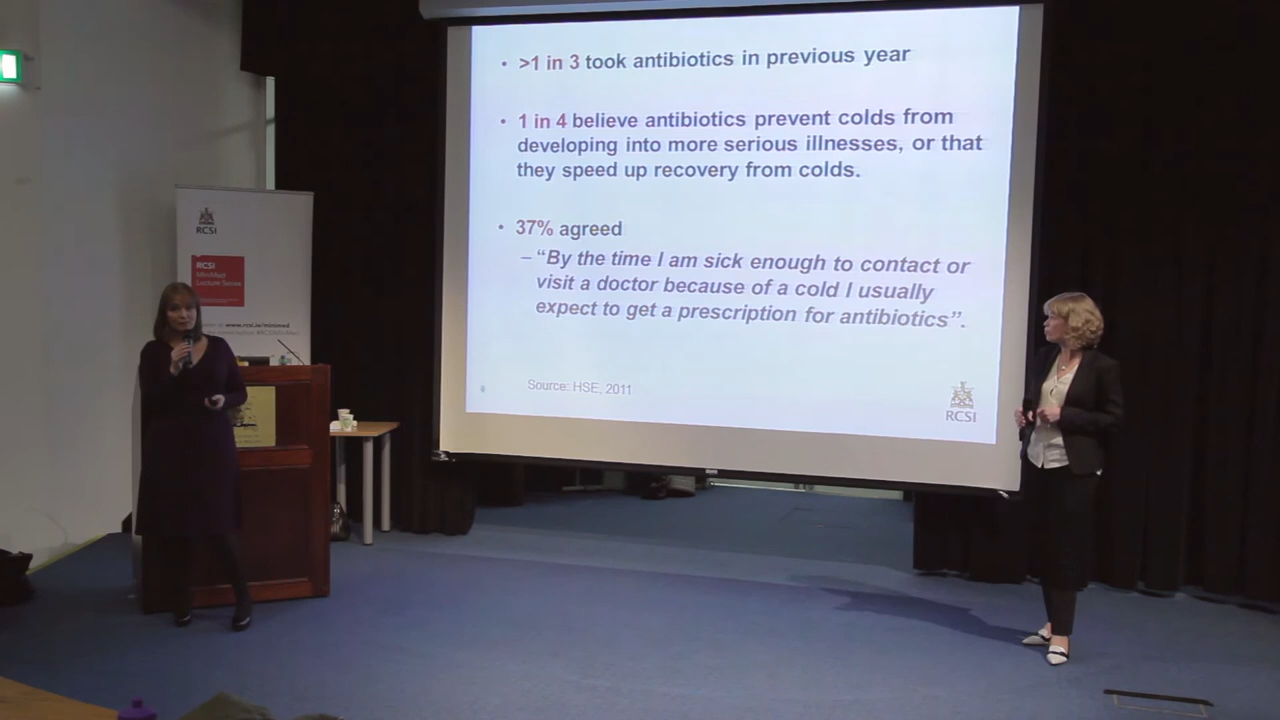 • >1 in 3 took antibiotics in previous year
• 1 in 4 believe antibiotics prevent colds from
developing into more serious illnesses, or that
they speed up recovery from colds.
• 37% agreed
– “By the time I am sick enough to contact or
visit a doctor because of a cold I usually
expect to get a prescription for antibiotics”.
Source: HSE, 2011
RCSI
RCSI
RCSI
MiniMed
Lecture Series
www.rcsi.ie/minimed